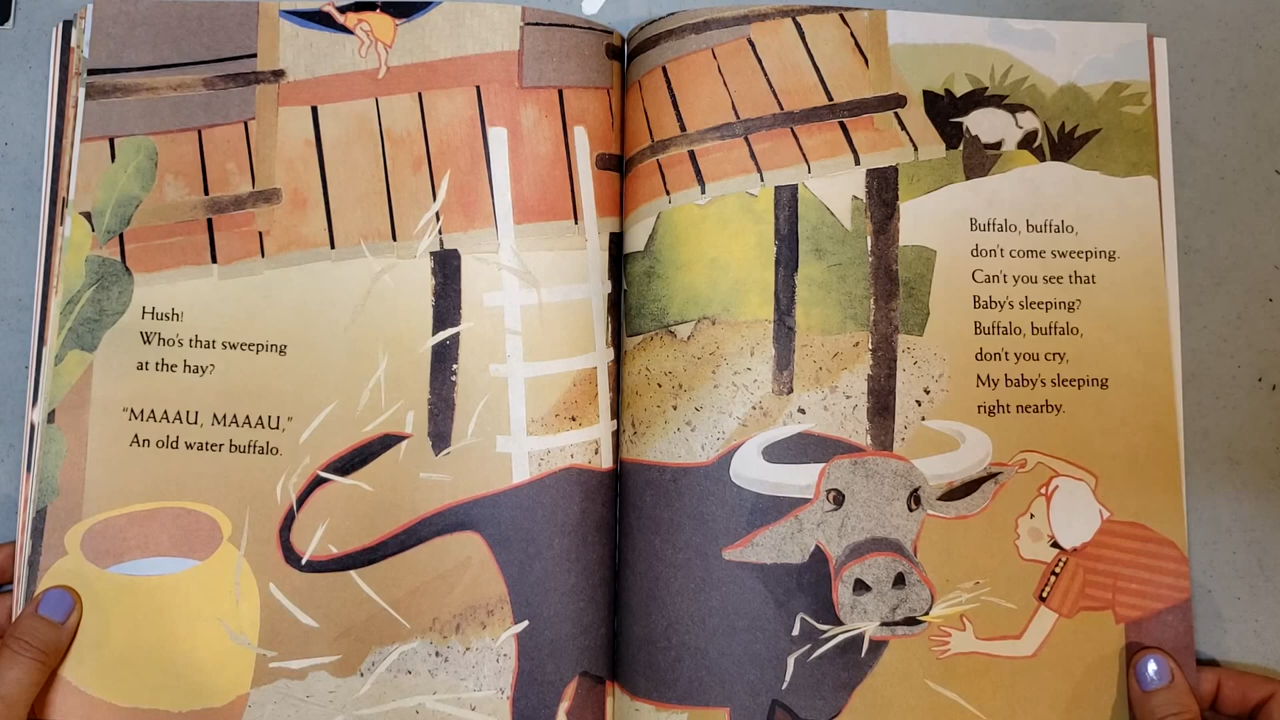 Hush!
Who's that sweeping
at the hay?
"MAAAU, MAAAU,"
An old water buffalo.
Buffalo, buffalo,
don't come sweeping.
Can't you see that
Baby's sleeping?
Buffalo, buffalo,
don't you cry,
My baby's sleeping
right nearby.